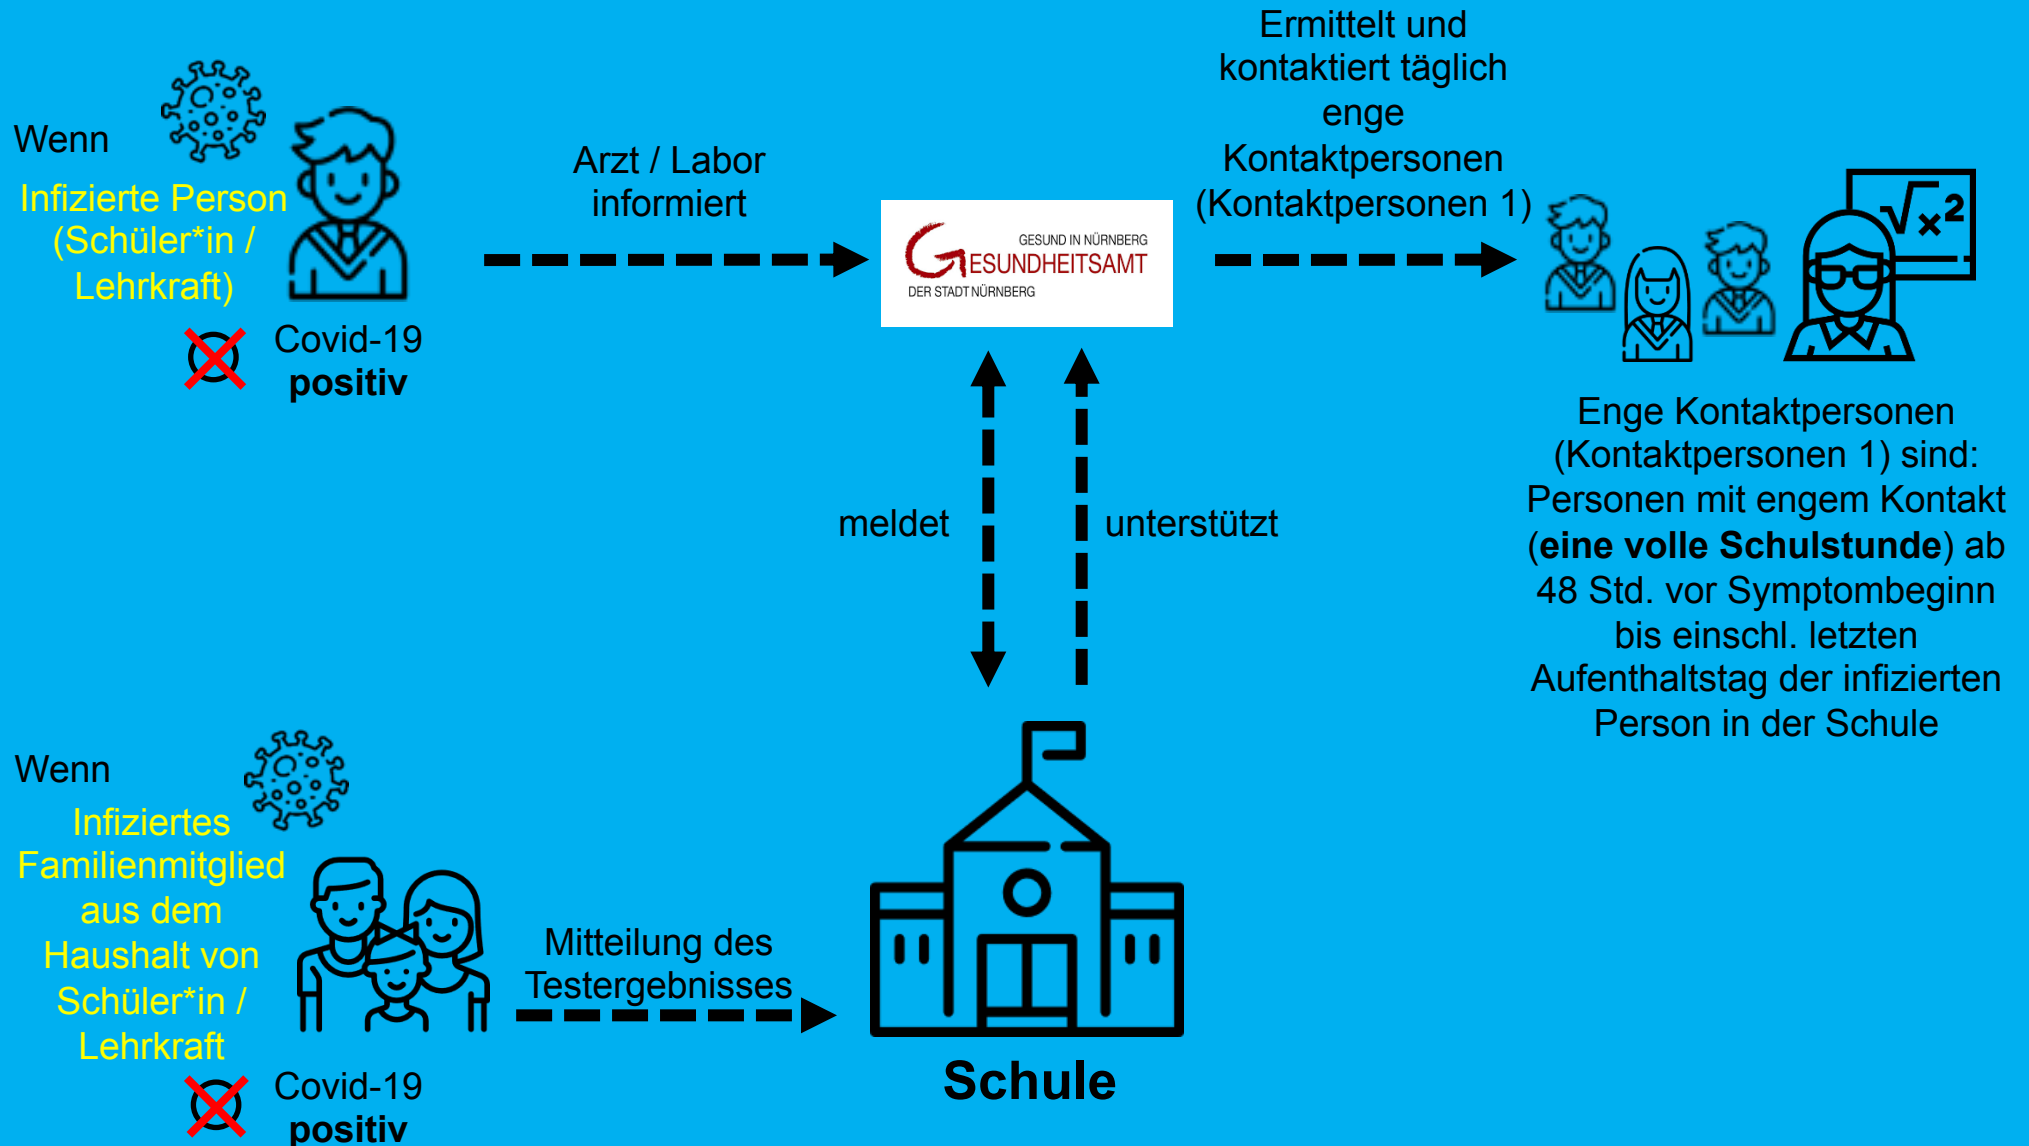 Wenn
Infizierte Person
(Schüler*in /
Lehrkraft)
Covid-19
positiv
Arzt / Labor
informiert
GESUND IN NÜRNBERG
GESUNDHEITSAMT
DER STADT NÜRNBERG
Ermittelt und
kontaktiert täglich
enge
Kontaktpersonen
(Kontaktpersonen 1)
√x²
Enge Kontaktpersonen
(Kontaktpersonen 1) sind:
Personen mit engem Kontakt
(eine volle Schulstunde) ab
48 Std. vor Symptombeginn
bis einschl. letzten
Aufenthaltstag der infizierten
Person in der Schule
meldet
unterstützt
Wenn
Infiziertes
Familienmitglied
aus dem
Haushalt von
Schüler*in /
Lehrkraft
Covid-19
positiv
Mitteilung des
Testergebnisses
Schule